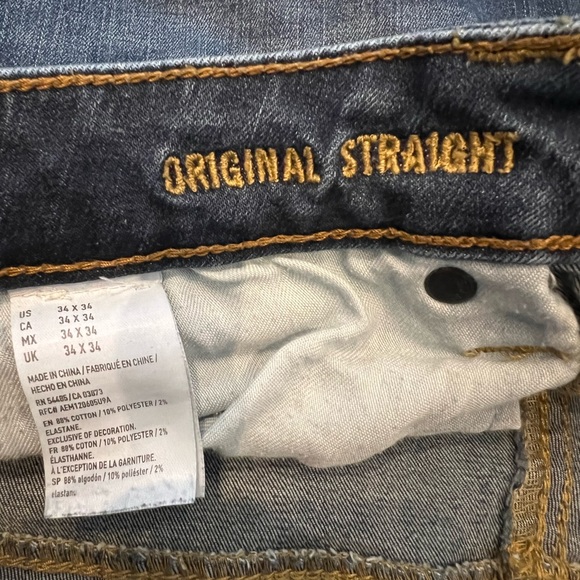 ORIGINAL STRAIGHT
US 34 X 34
CA 34 X 34
MX 34 X 34
UK 34 X 34
MADE IN CHINA / FABRIQUÉ EN CHINE /
HECHO EN CHINA
RN 54485/CA 03873
RFC# AEM120605U9A
EN 88% COTTON / 10% POLYESTER / 2%
ELASTANE.
EXCLUSIVE OF DECORATION.
FR 88% COTON / 10% POLYESTER / 2%
ÉLASTHANNE.
À L'EXCEPTION DE LA GARNITURE.
SP 88% algodón / 10% poliéster / 2%
elastano